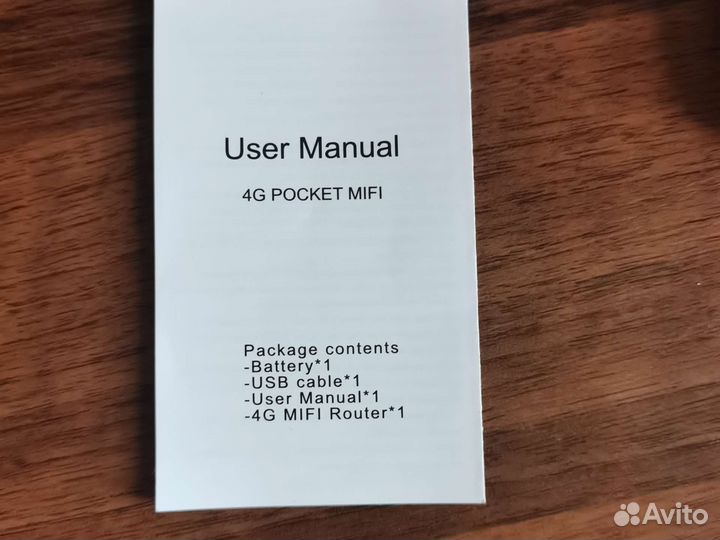 User Manual
4G POCKET MIFI
Package contents
-Battery*1
-USB cable*1
-User Manual*1
-4G MIFI Router*1
Avito